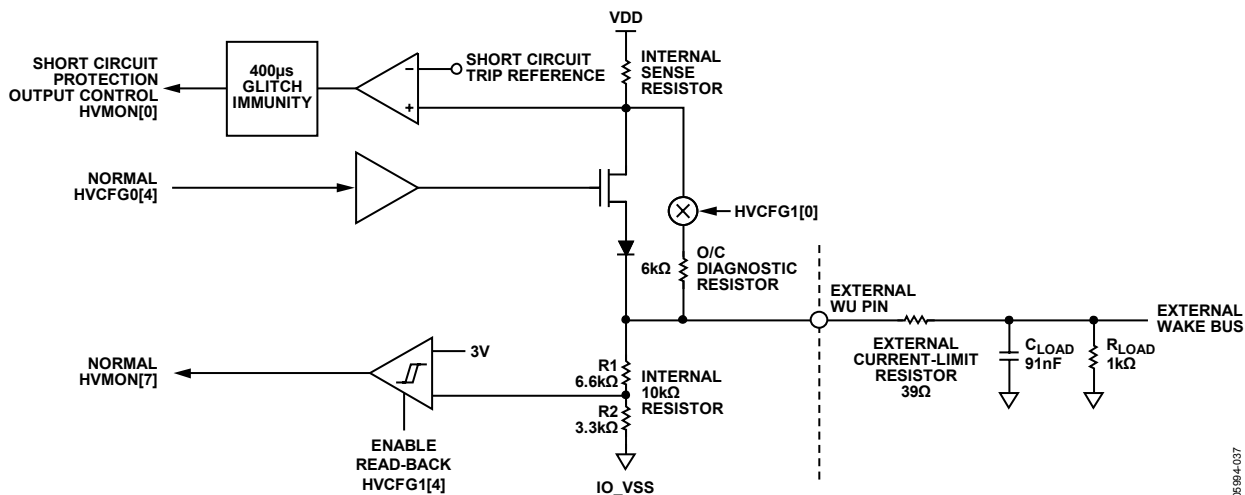 VDD
SHORT CIRCUIT
PROTECTION
OUTPUT CONTROL
HVMON[0]
400µs
GLITCH
IMMUNITY
–
+
SHORT CIRCUIT
TRIP REFERENCE
INTERNAL
SENSE
RESISTOR
NORMAL
HVCFG0[4]
HVCFG1[0]
6kΩ
O/C
DIAGNOSTIC
RESISTOR
EXTERNAL
WU PIN
EXTERNAL
WAKE BUS
EXTERNAL
CURRENT-LIMIT
RESISTOR
39Ω
CLOAD
91nF
RLOAD
1kΩ
NORMAL
HVMON[7]
3V
R1
6.6kΩ
INTERNAL
10kΩ
RESISTOR
R2
3.3kΩ
ENABLE
READ-BACK
HVCFG1[4]
IO_VSS
05994-037